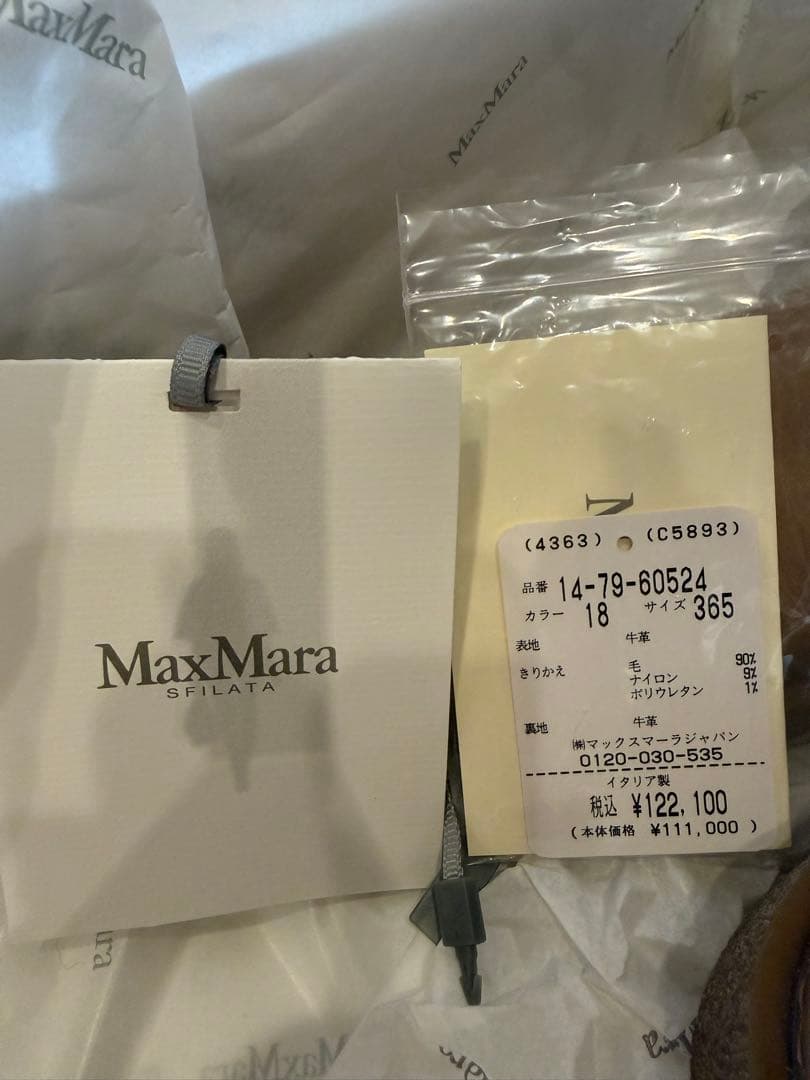 MaxMara
MaxMara
MaxMara
SFILATA
(4363) (C5893)
品番 14-79-60524
カラー 18 サイズ 365
表地 牛革
きりかえ 毛 90%
ナイロン 9%
ポリウレタン 1%
裏地 牛革
㈱マックスマーラジャパン
0120-030-535
イタリア製
税込 ¥122,100
(本体価格 ¥111,000 )
MaxMara